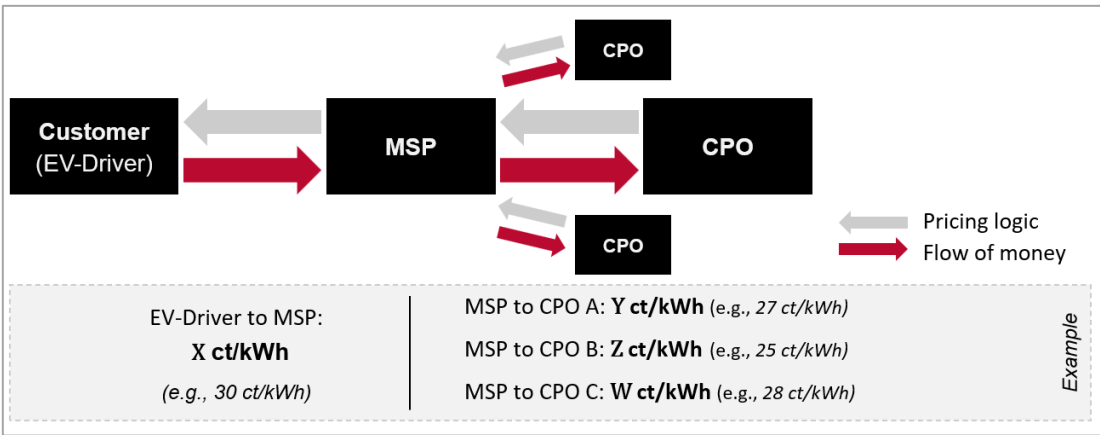 CPO
Customer
(EV-Driver)
MSP
CPO
CPO
Pricing logic
Flow of money
EV-Driver to MSP:
X ct/kWh
(e.g., 30 ct/kWh)
MSP to CPO A: Y ct/kWh (e.g., 27 ct/kWh)
MSP to CPO B: Z ct/kWh (e.g., 25 ct/kWh)
MSP to CPO C: W ct/kWh (e.g., 28 ct/kWh)
Example